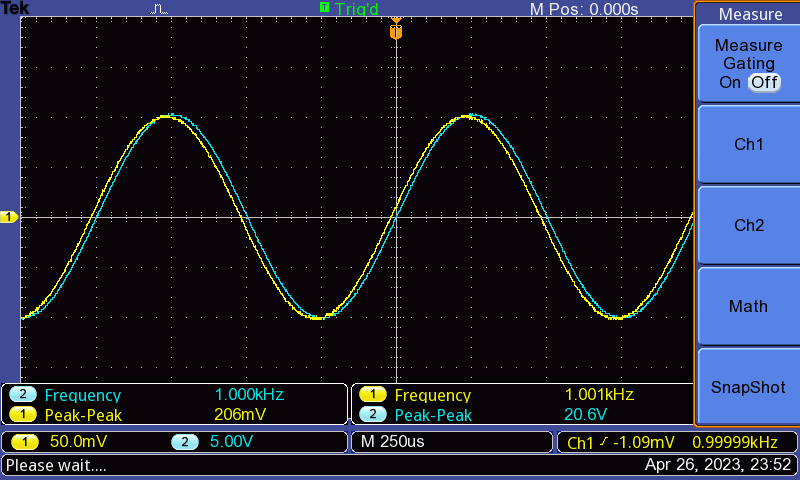 Tek T Trig'd M Pos: 0.000s Measure
T
Measure
Gating
On Off
Ch1
1
Ch2
Math
SnapShot
2 Frequency 1.000kHz 1 Frequency 1.001kHz
1 Peak-Peak 206mV 2 Peak-Peak 20.6V
1 50.0mV 2 5.00V M 250us Ch1 -1.09mV 0.99999kHz
Please wait.... Apr 26, 2023, 23:52